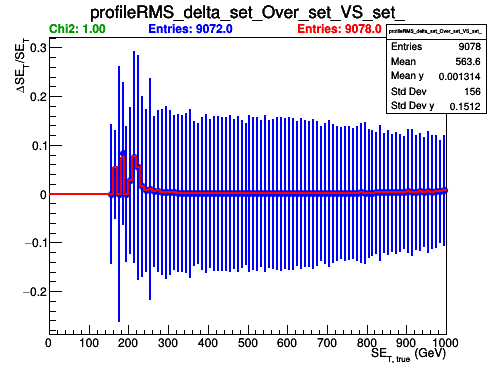 profileRMS_delta_set_Over_set_VS_set_
Chi2: 1.00
Entries: 9072.0
Entries: 9078.0
profileRMS_delta_set_Over_set_VS_set_
Entries 9078
Mean 563.6
Mean y 0.001314
Std Dev 156
Std Dev y 0.1512
ΔSE_T/SE_T
0.3
0.2
0.1
0
−0.1
−0.2
0 100 200 300 400 500 600 700 800 900 1000
SE_T, true (GeV)